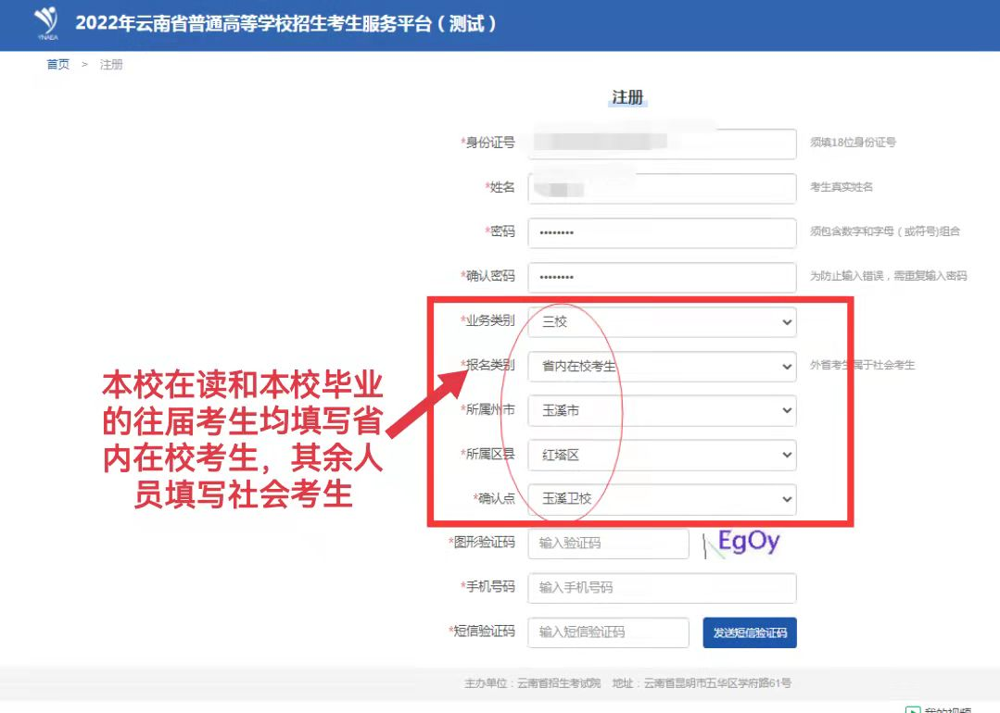 YNAEA
2022年云南省普通高等学校招生考生服务平台（测试）
首页 > 注册
注册
*身份证号 须填18位身份证号
*姓名 考生真实姓名
*密码 •••••••• 须包含数字和字母（或符号)组合
*确认密码 •••••••• 为防止输入错误，需重复输入密码
*业务类别 三校
*报名类别 省内在校考生 外省考生属于社会考生
*所属州市 玉溪市
*所属区县 红塔区
*确认点 玉溪卫校
本校在读和本校毕业
的往届考生均填写省
内在校考生，其余人
员填写社会考生
*图形验证码 输入验证码 EgOy
*手机号码 输入手机号码
*短信验证码 输入短信验证码 发送短信验证码
主办单位：云南省招生考试院 地址：云南省昆明市五华区学府路61号
我的视频